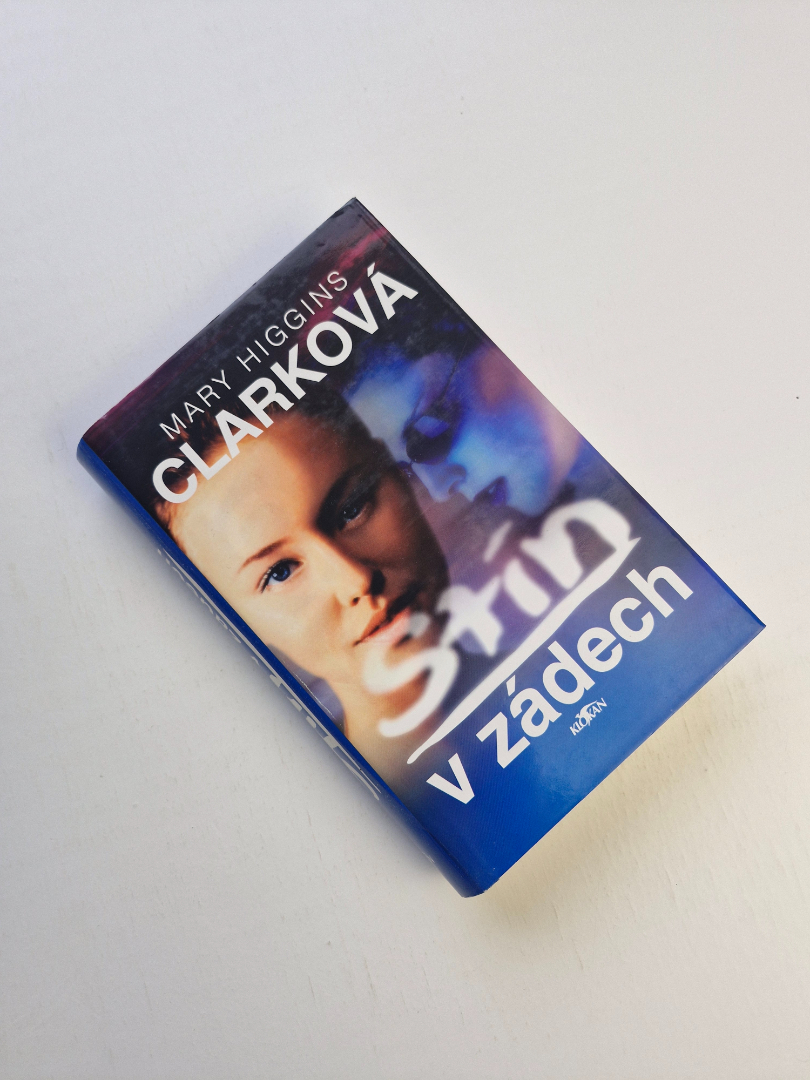 MARY HIGGINS
CLARKOVÁ
Stín
v zádech
KLOKAN